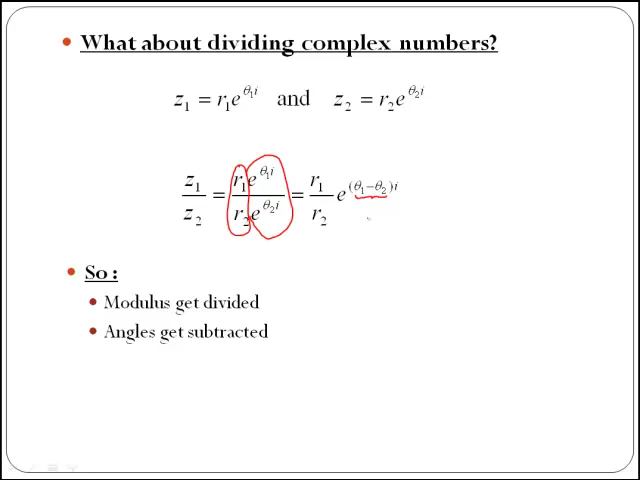 What about dividing complex numbers?
z₁ = r₁e^{θ₁i} and z₂ = r₂e^{θ₂i}
z₁/z₂ = r₁e^{θ₁i}/r₂e^{θ₂i} = r₁/r₂ e^{(θ₁−θ₂)i}
So :
Modulus get divided
Angles get subtracted